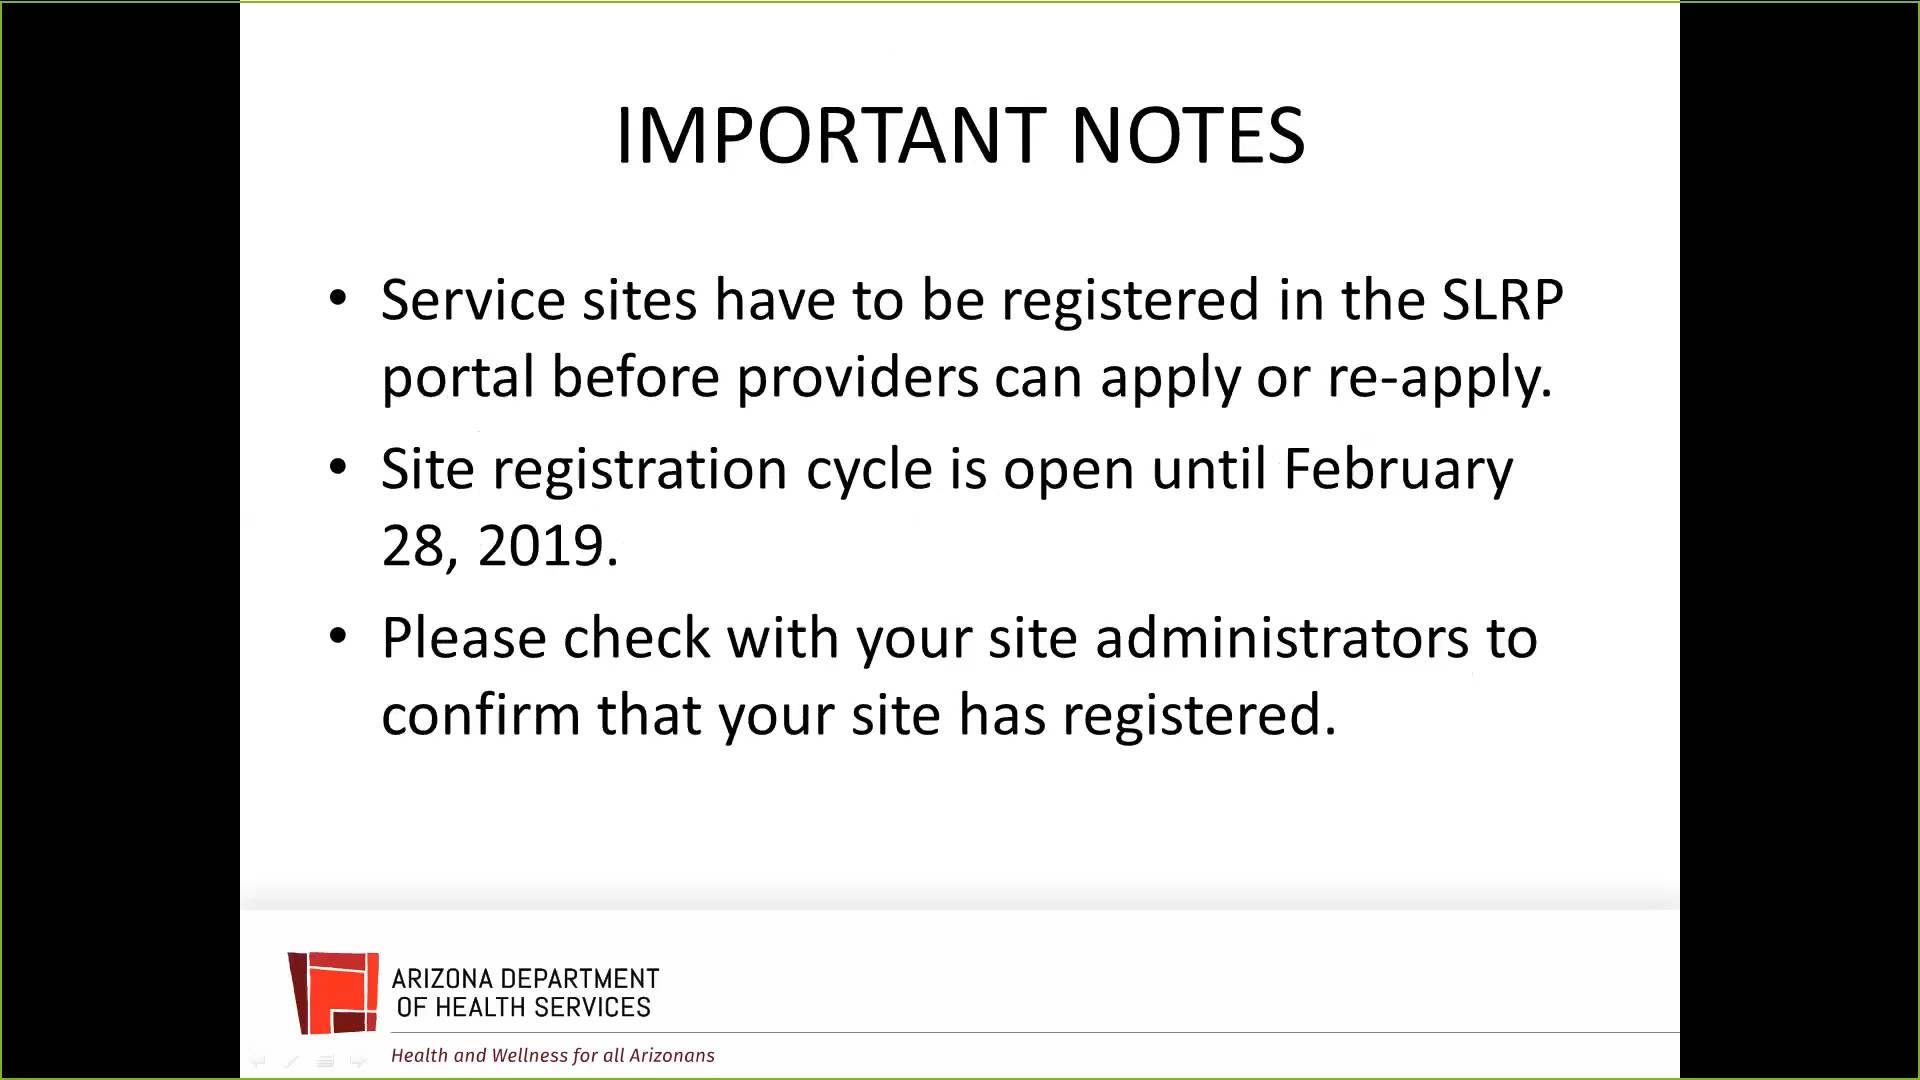 IMPORTANT NOTES
• Service sites have to be registered in the SLRP
portal before providers can apply or re-apply.
• Site registration cycle is open until February
28, 2019.
• Please check with your site administrators to
confirm that your site has registered.
ARIZONA DEPARTMENT
OF HEALTH SERVICES
Health and Wellness for all Arizonans